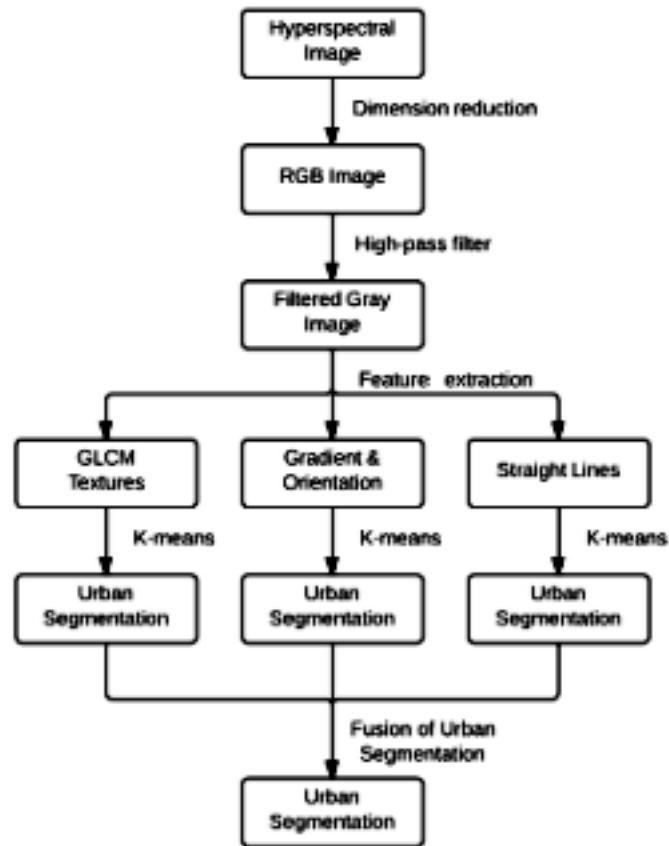 Hyperspectral
Image
Dimension reduction
RGB Image
High-pass filter
Filtered Gray
Image
Feature extraction
GLCM
Textures
Gradient &
Orientation
Straight Lines
K-means
K-means
K-means
Urban
Segmentation
Urban
Segmentation
Urban
Segmentation
Fusion of Urban
Segmentation
Urban
Segmentation